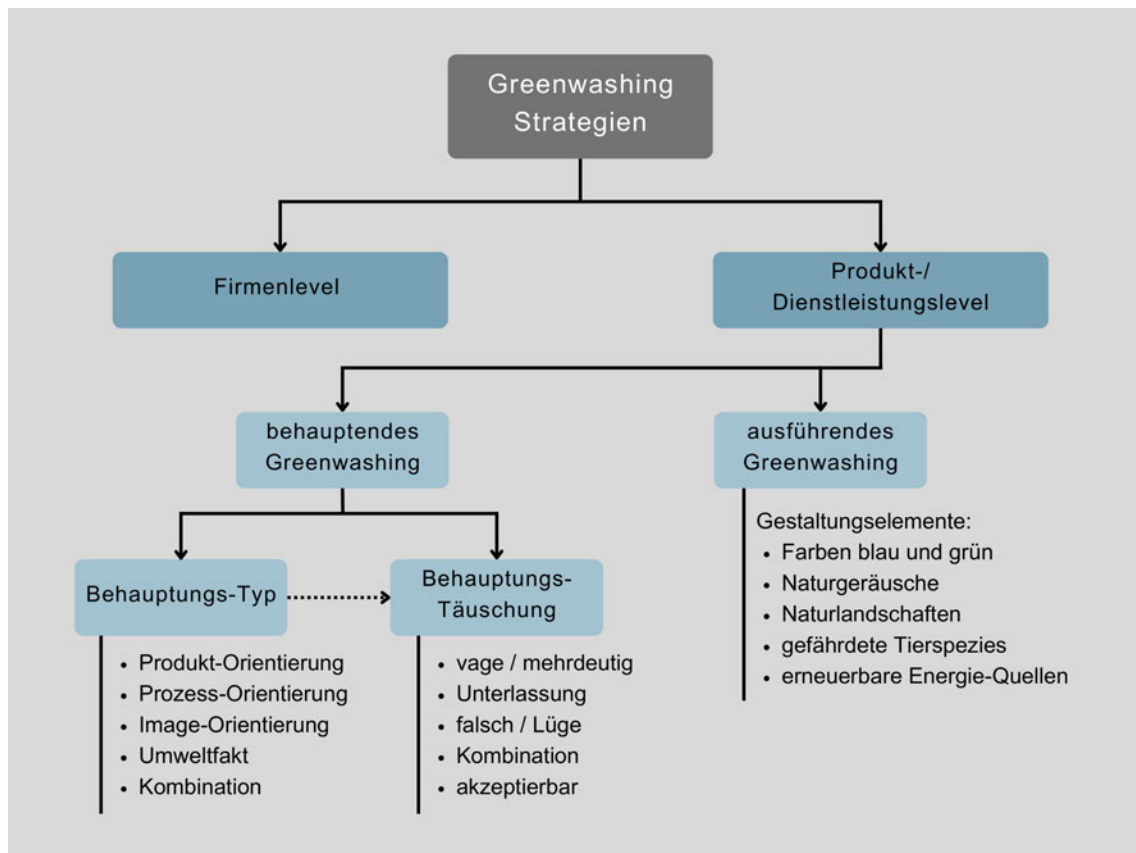 Greenwashing
Strategien
Firmenlevel
Produkt-/
Dienstleistungslevel
behauptendes
Greenwashing
ausführendes
Greenwashing
Gestaltungselemente:
• Farben blau und grün
• Naturgeräusche
• Naturlandschaften
• gefährdete Tierspezies
• erneuerbare Energie-Quellen
Behauptungs-Typ
• Produkt-Orientierung
• Prozess-Orientierung
• Image-Orientierung
• Umweltfakt
• Kombination
Behauptungs-
Täuschung
• vage / mehrdeutig
• Unterlassung
• falsch / Lüge
• Kombination
• akzeptierbar